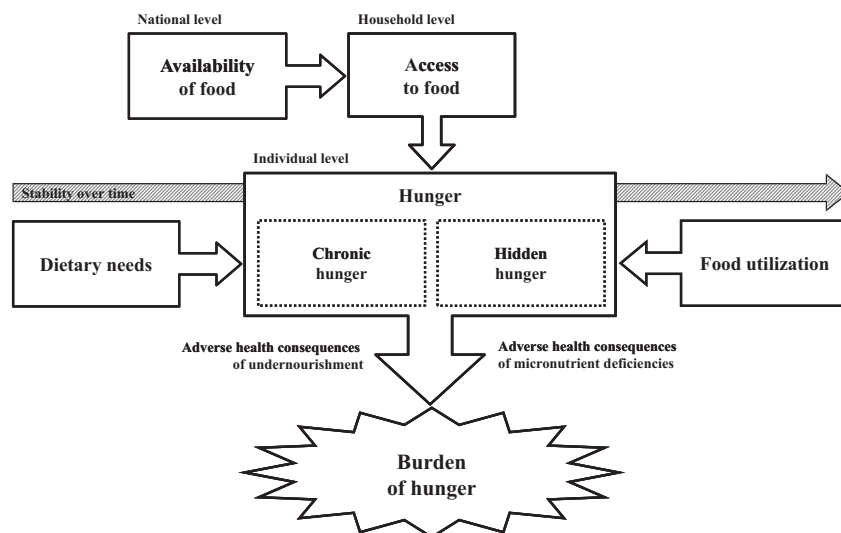 National level
Household level
Availability
of food
Access
to food
Individual level
Stability over time
Hunger
Dietary needs
Chronic
hunger
Hidden
hunger
Food utilization
Adverse health consequences
of undernourishment
Adverse health consequences
of micronutrient deficiencies
Burden
of hunger